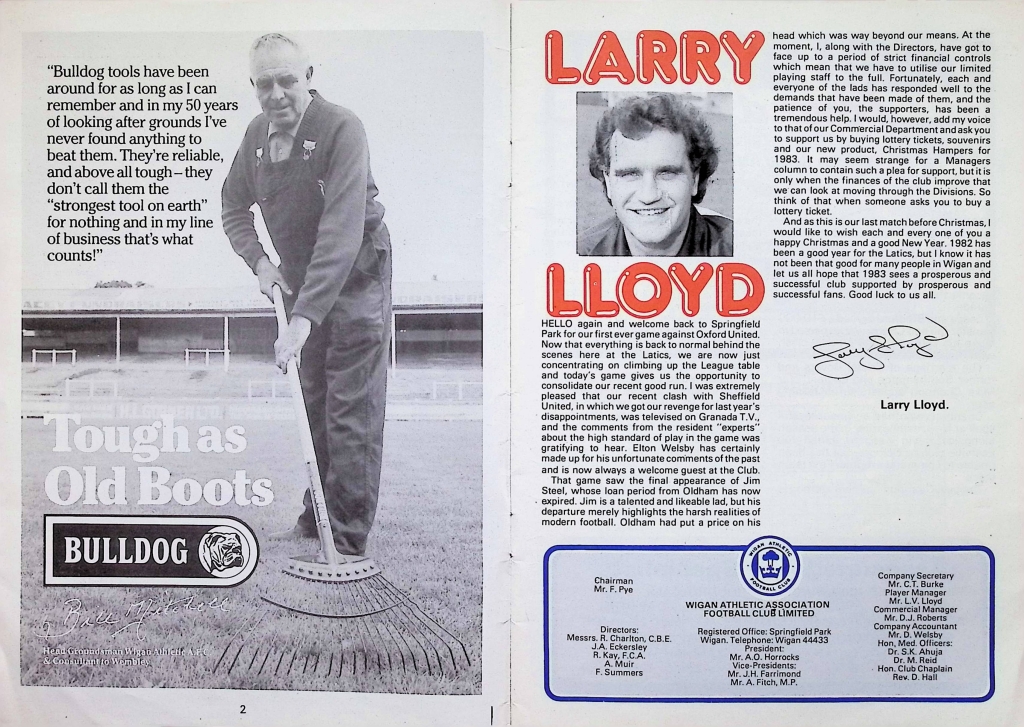 “Bulldog tools have been
around for as long as I can
remember and in my 50 years
of looking after grounds I’ve
never found anything to
beat them. They’re reliable,
and above all tough – they
don’t call them the
“strongest tool on earth”
for nothing and in my line
of business that’s what
counts!”
Tough as
Old Boots
BULLDOG
Head Groundsman Wigan Athletic A.F.C.
& Consultant to Wembley
2
LARRY
LLOYD
HELLO again and welcome back to Springfield
Park for our first ever game against Oxford United.
Now that everything is back to normal behind the
scenes here at the Latics, we are now just
concentrating on climbing up the League table
and today’s game gives us the opportunity to
consolidate our recent good run. I was extremely
pleased that our recent clash with Sheffield
United, in which we got our revenge for last year’s
disappointments, was televised on Granada T.V.,
and the comments from the resident “experts”
about the high standard of play in the game was
gratifying to hear. Elton Welsby has certainly
made up for his unfortunate comments of the past
and is now always a welcome guest at the Club.
That game saw the final appearance of Jim
Steel, whose loan period from Oldham has now
expired. Jim is a talented and likeable lad, but his
departure merely highlights the harsh realities of
modern football. Oldham had put a price on his
head which was way beyond our means. At the
moment, I, along with the Directors, have got to
face up to a period of strict financial controls
which mean that we have to utilise our limited
playing staff to the full. Fortunately, each and
everyone of the lads has responded well to the
demands that have been made of them, and the
patience of you, the supporters, has been a
tremendous help. I would, however, add my voice
to that of our Commercial Department and ask you
to support us by buying lottery tickets, souvenirs
and our new product, Christmas Hampers for
1983. It may seem strange for a Managers
column to contain such a plea for support, but it is
only when the finances of the club improve that
we can look at moving through the Divisions. So
think of that when someone asks you to buy a
lottery ticket.
And as this is our last match before Christmas, I
would like to wish each and every one of you a
happy Christmas and a good New Year. 1982 has
been a good year for the Latics, but I know it has
not been that good for many people in Wigan and
let us all hope that 1983 sees a prosperous and
successful club supported by prosperous and
successful fans. Good luck to us all.
Larry Lloyd
Larry Lloyd.
WIGAN ATHLETIC
FOOTBALL CLUB
Chairman
Mr. F. Pye
Directors:
Messrs. R. Charlton, C.B.E.
J.A. Eckersley
R. Kay, F.C.A.
A. Muir
F. Summers
WIGAN ATHLETIC ASSOCIATION
FOOTBALL CLUB LIMITED
Registered Office: Springfield Park
Wigan. Telephone: Wigan 44433
President:
Mr. A.O. Horrocks
Vice-Presidents:
Mr. J.H. Farrimond
Mr. A. Fitch, M.P.
Company Secretary
Mr. C.T. Burke
Player Manager
Mr. L.V. Lloyd
Commercial Manager
Mr. D.J. Roberts
Company Accountant
Mr. D. Welsby
Hon. Med. Officers:
Dr. S.K. Ahuja
Dr. M. Reid
Hon. Club Chaplain
Rev. D. Hall